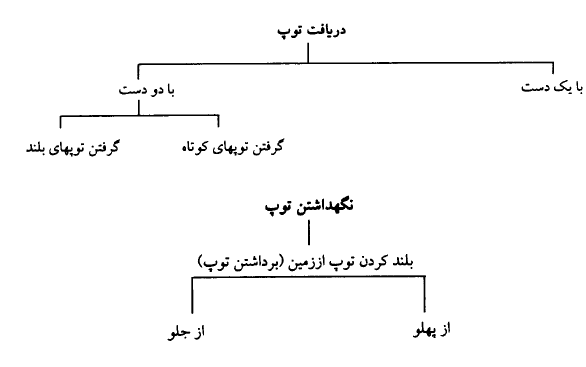 دریافت توپ
با یک دست
با دو دست
گرفتن توپهای کوتاه
گرفتن توپهای بلند
نگهداشتن توپ
بلند کردن توپ اززمین (برداشتن توپ)
از پهلو
از جلو